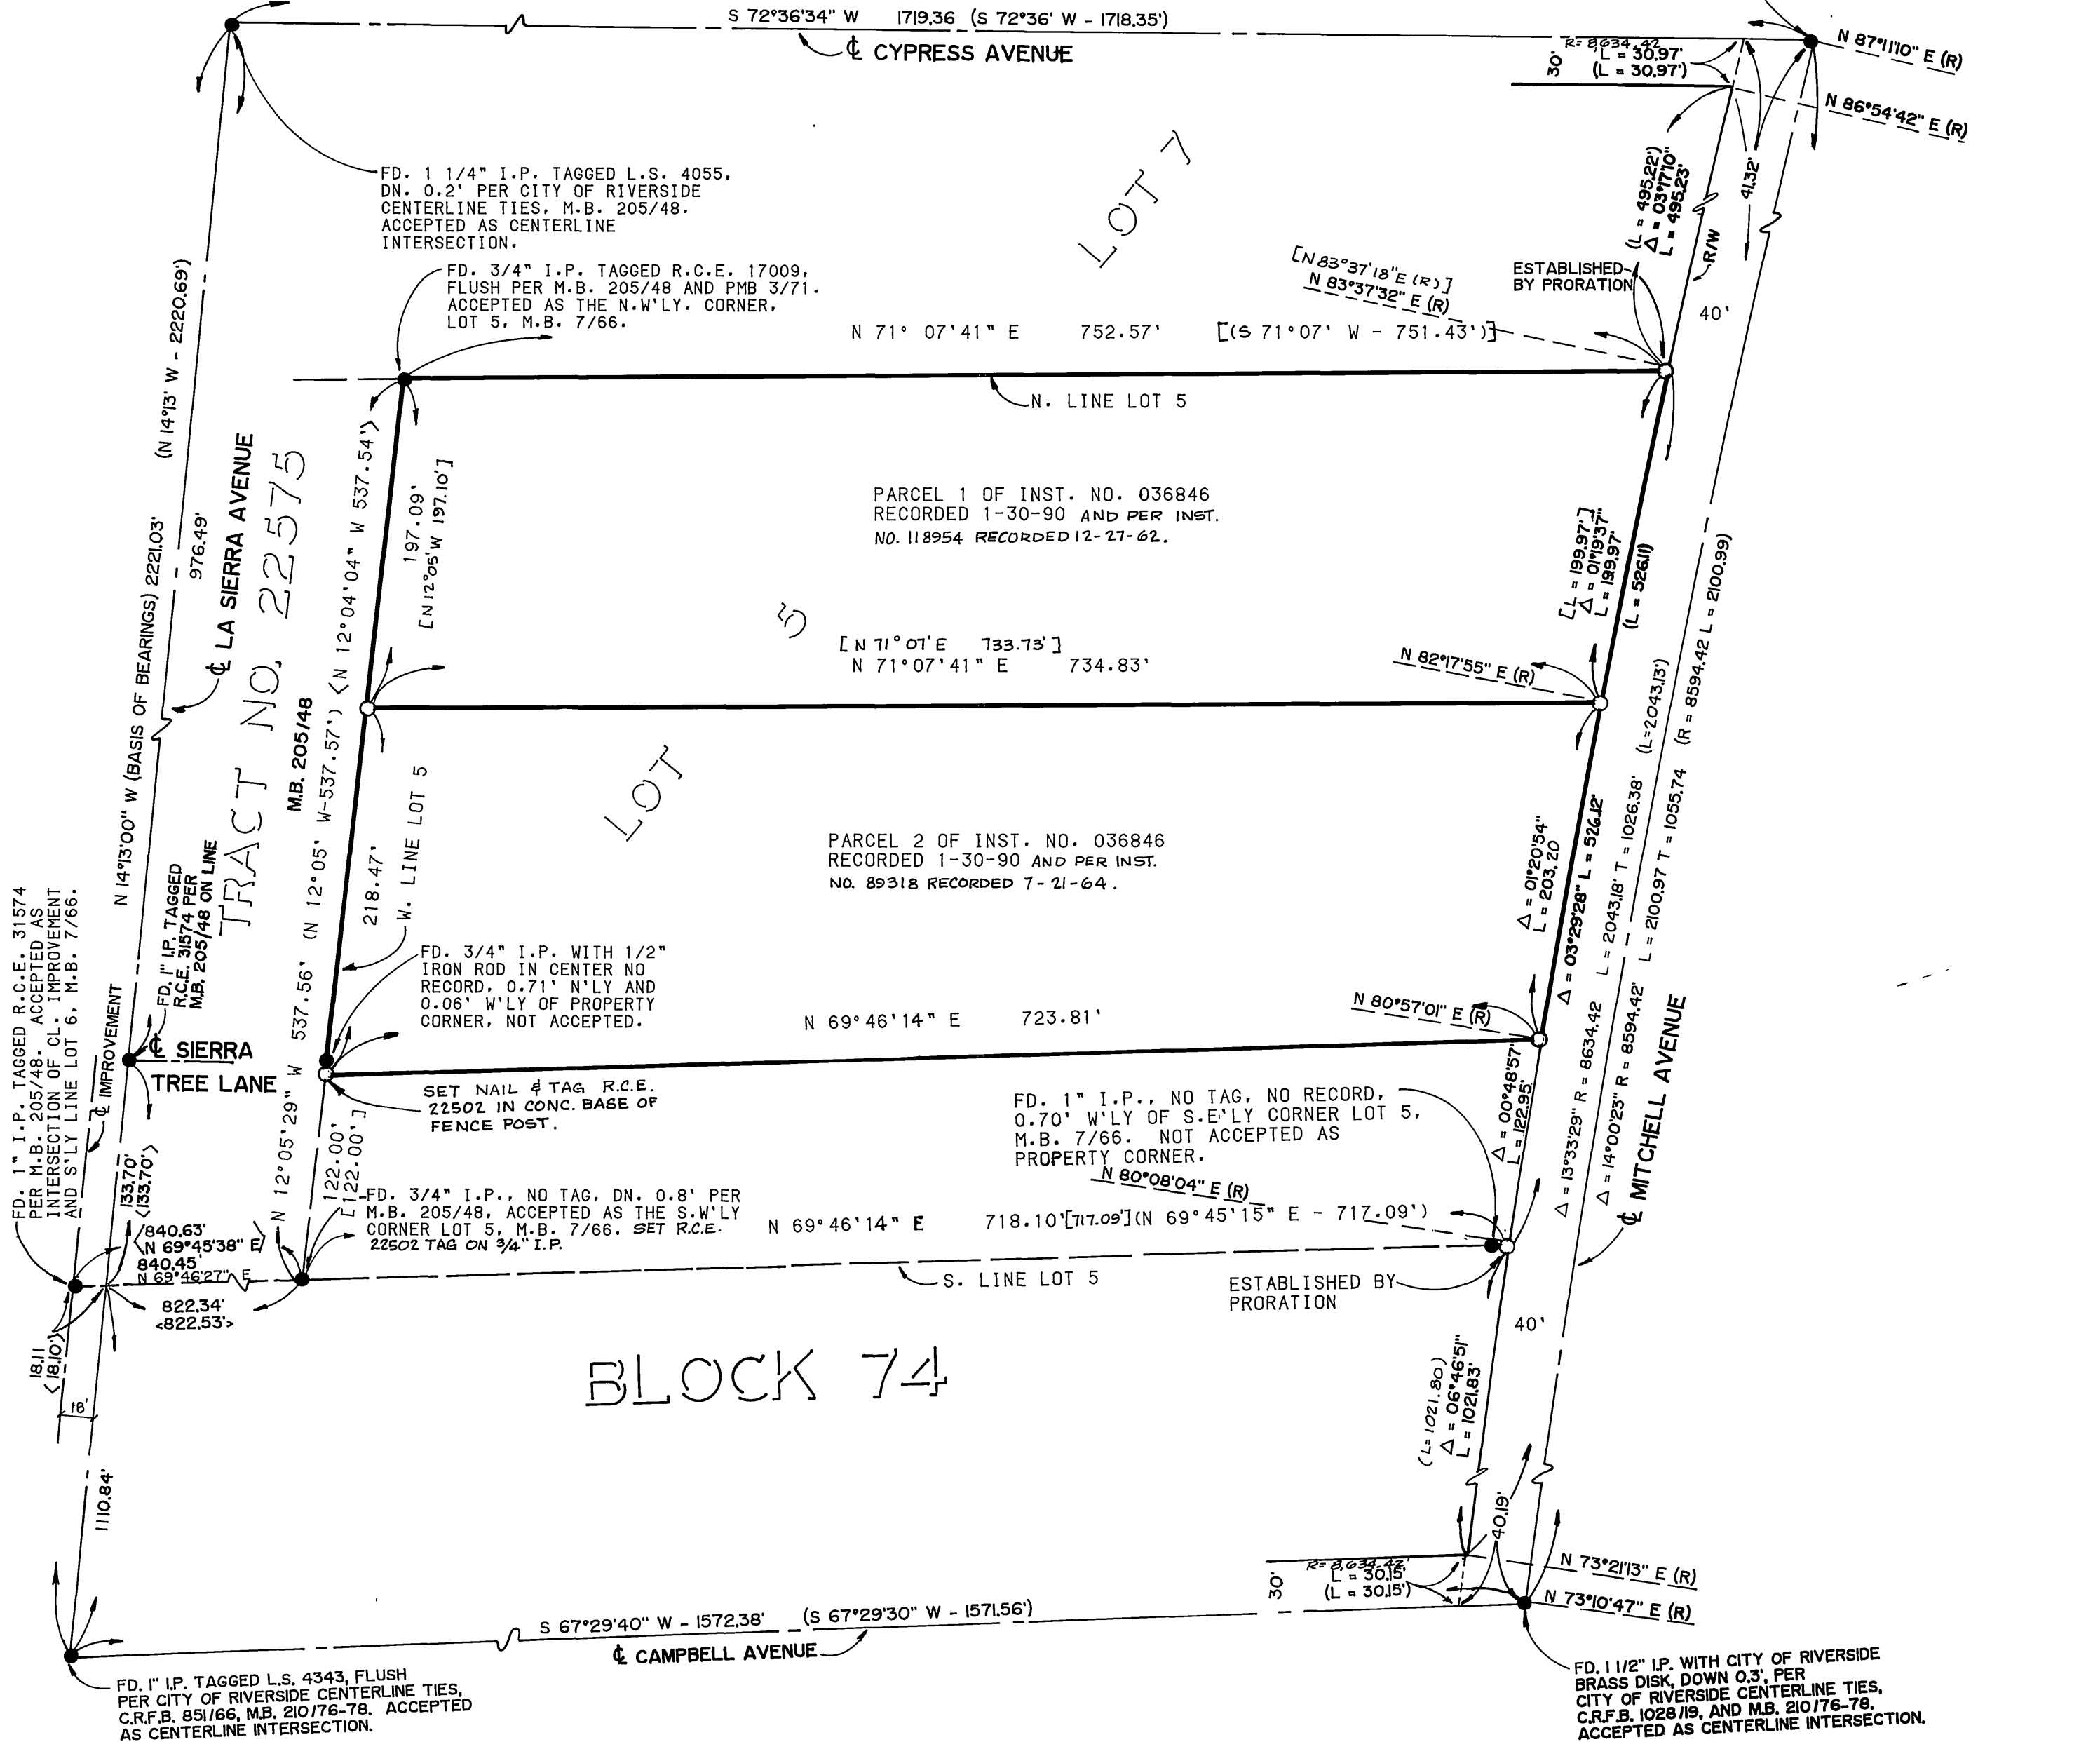 S 72°36'34" W 1719.36 (S 72°36' W - 1718.35')
℄ CYPRESS AVENUE
R= 8,634.42
L = 30.97'
(L = 30.97')
30'
N 87°11'10" E (R)
N 86°54'42" E (R)
41.32'
FD. 1 1/4" I.P. TAGGED L.S. 4055,
DN. 0.2' PER CITY OF RIVERSIDE
CENTERLINE TIES, M.B. 205/48.
ACCEPTED AS CENTERLINE
INTERSECTION.
LOT 7
(L = 495.22')
Δ = 03°17'10"
L = 495.23'
R/W
FD. 3/4" I.P. TAGGED R.C.E. 17009,
FLUSH PER M.B. 205/48 AND PMB 3/71.
ACCEPTED AS THE N.W'LY. CORNER,
LOT 5, M.B. 7/66.
[N 83°37'18"E (R)]
N 83°37'32" E (R)
ESTABLISHED
BY PRORATION
40'
N 71° 07'41" E 752.57' [(S 71°07' W - 751.43')]
N. LINE LOT 5
(N 14°13' W - 2220.69')
976.49'
N 14°13'00" W (BASIS OF BEARINGS) 2221.03'
℄ LA SIERRA AVENUE
TRACT NO. 22575
M.B. 205/48
N 12°05'29" W 537.56' (N 12°05' W-537.57') <N 12°04'04" W 537.54'>
197.09'
[N 12°05'W 197.10']
PARCEL 1 OF INST. NO. 036846
RECORDED 1-30-90 AND PER INST.
NO. 118954 RECORDED 12-27-62.
[L = 199.97']
Δ = 01°19'37"
L = 199.97'
(L = 526.11)
5
[N 71°07'E 733.73']
N 71°07'41" E 734.83'
N 82°17'55" E (R)
LOT
218.47'
W. LINE LOT 5
PARCEL 2 OF INST. NO. 036846
RECORDED 1-30-90 AND PER INST.
NO. 89318 RECORDED 7-21-64.
Δ = 01°20'54"
L = 203.20
Δ = 03°29'28" L = 526.12'
Δ = 13°33'29" R = 8634.42 L = 2043.18' T = 1026.38' (L=2043.13')
Δ = 14°00'23" R = 8594.42' L = 2100.97 T = 1055.74 (R = 8594.42 L = 2100.99)
℄ MITCHELL AVENUE
FD. 1" I.P. TAGGED R.C.E. 31574
PER M.B. 205/48. ACCEPTED AS
INTERSECTION OF CL. IMPROVEMENT
AND S'LY LINE LOT 6, M.B. 7/66.
℄ IMPROVEMENT
FD. 1" I.P. TAGGED
R.C.E. 31574 PER
M.B. 205/48 ON LINE
℄ SIERRA
TREE LANE
FD. 3/4" I.P. WITH 1/2"
IRON ROD IN CENTER NO
RECORD, 0.71' N'LY AND
0.06' W'LY OF PROPERTY
CORNER, NOT ACCEPTED.
N 69°46'14" E 723.81'
N 80°57'01" E (R)
SET NAIL & TAG R.C.E.
22502 IN CONC. BASE OF
FENCE POST.
FD. 1" I.P., NO TAG, NO RECORD,
0.70' W'LY OF S.E'LY CORNER LOT 5,
M.B. 7/66. NOT ACCEPTED AS
PROPERTY CORNER.
Δ = 00°48'57"
L = 122.95'
N 80°08'04" E (R)
133.70'
<133.70'>
122.00'
[122.00']
FD. 3/4" I.P., NO TAG, DN. 0.8' PER
M.B. 205/48, ACCEPTED AS THE S.W'LY
CORNER LOT 5, M.B. 7/66. SET R.C.E.
22502 TAG ON 3/4" I.P.
N 69°46'14" E 718.10' [717.09'] (N 69°45'15" E - 717.09')
<840.63'
N 69°45'38" E>
840.45'
N 69°46'27" E
822.34'
<822.53'>
S. LINE LOT 5
ESTABLISHED BY
PRORATION
18.11
<18.10'>
18'
40'
BLOCK 74
(L= 1021.80)
Δ = 06°46'51"
L = 1021.83'
1110.84'
40.19'
R= 8,634.42'
L = 30.15'
(L = 30.15')
30'
N 73°21'13" E (R)
N 73°10'47" E (R)
S 67°29'40" W - 1572.38' (S 67°29'30" W - 1571.56')
℄ CAMPBELL AVENUE
FD. 1" I.P. TAGGED L.S. 4343, FLUSH
PER CITY OF RIVERSIDE CENTERLINE TIES,
C.R.F.B. 851/66, M.B. 210/76-78. ACCEPTED
AS CENTERLINE INTERSECTION.
FD. 1 1/2" I.P. WITH CITY OF RIVERSIDE
BRASS DISK, DOWN 0.3', PER
CITY OF RIVERSIDE CENTERLINE TIES,
C.R.F.B. 1028/19, AND M.B. 210/76-78.
ACCEPTED AS CENTERLINE INTERSECTION.